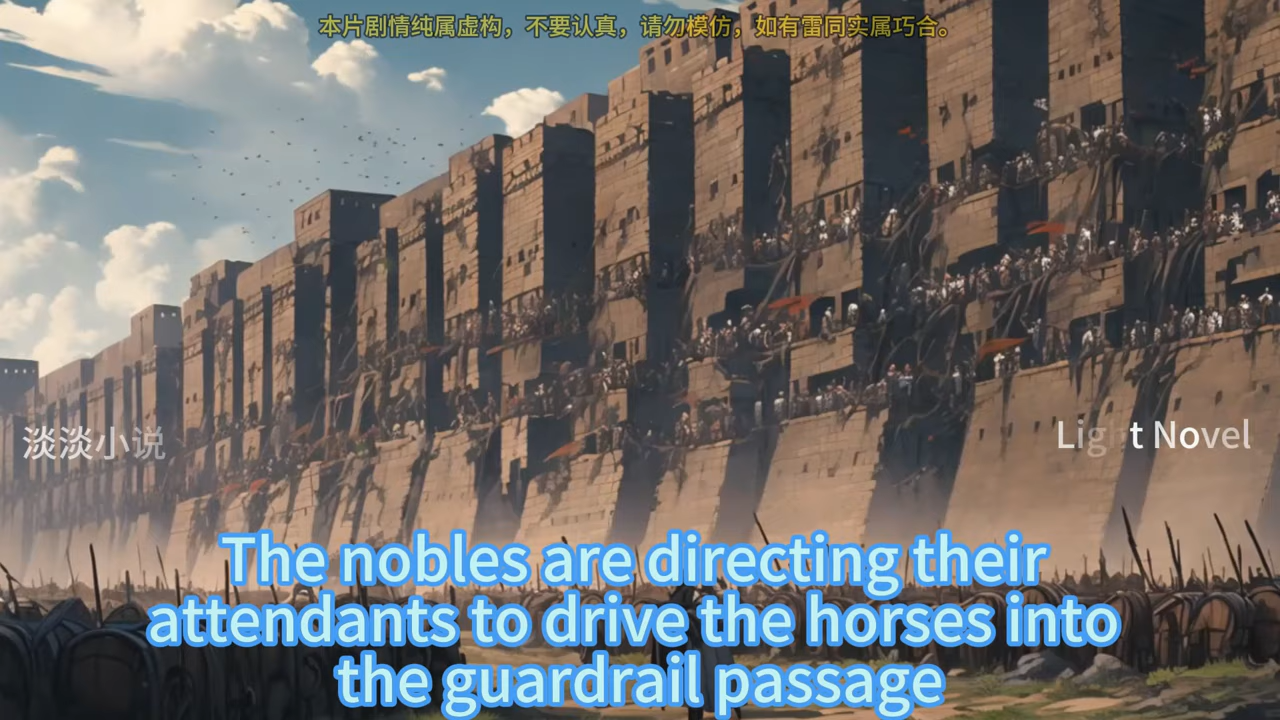 本片剧情纯属虚构，不要认真，请勿模仿，如有雷同实属巧合。
淡淡小说
Light Novel
The nobles are directing their
attendants to drive the horses into
the guardrail passage